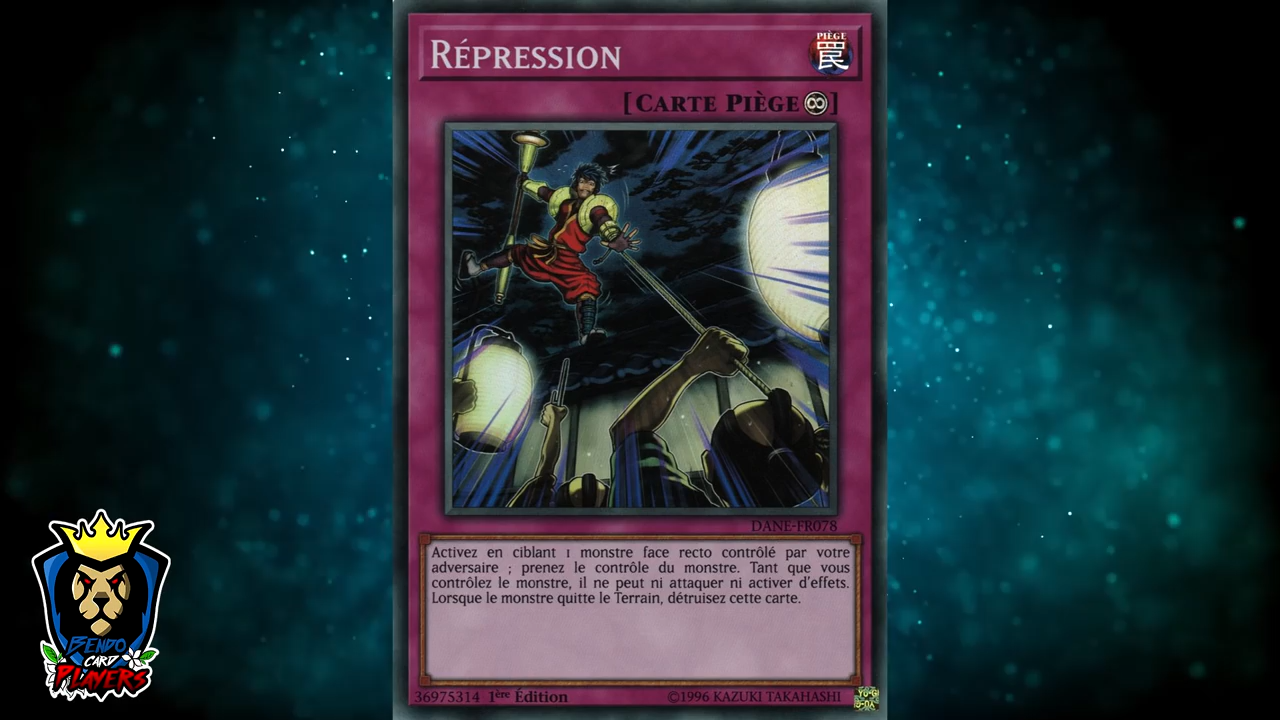 RÉPRESSION
PIÈGE
罠
[CARTE PIÈGE]
DANE-FR078
Activez en ciblant 1 monstre face recto contrôlé par votre
adversaire ; prenez le contrôle du monstre. Tant que vous
contrôlez le monstre, il ne peut ni attaquer ni activer d'effets.
Lorsque le monstre quitte le Terrain, détruisez cette carte.
36975314 1ère Édition ©1996 KAZUKI TAKAHASHI
BENDO
CARD
PLAYERS